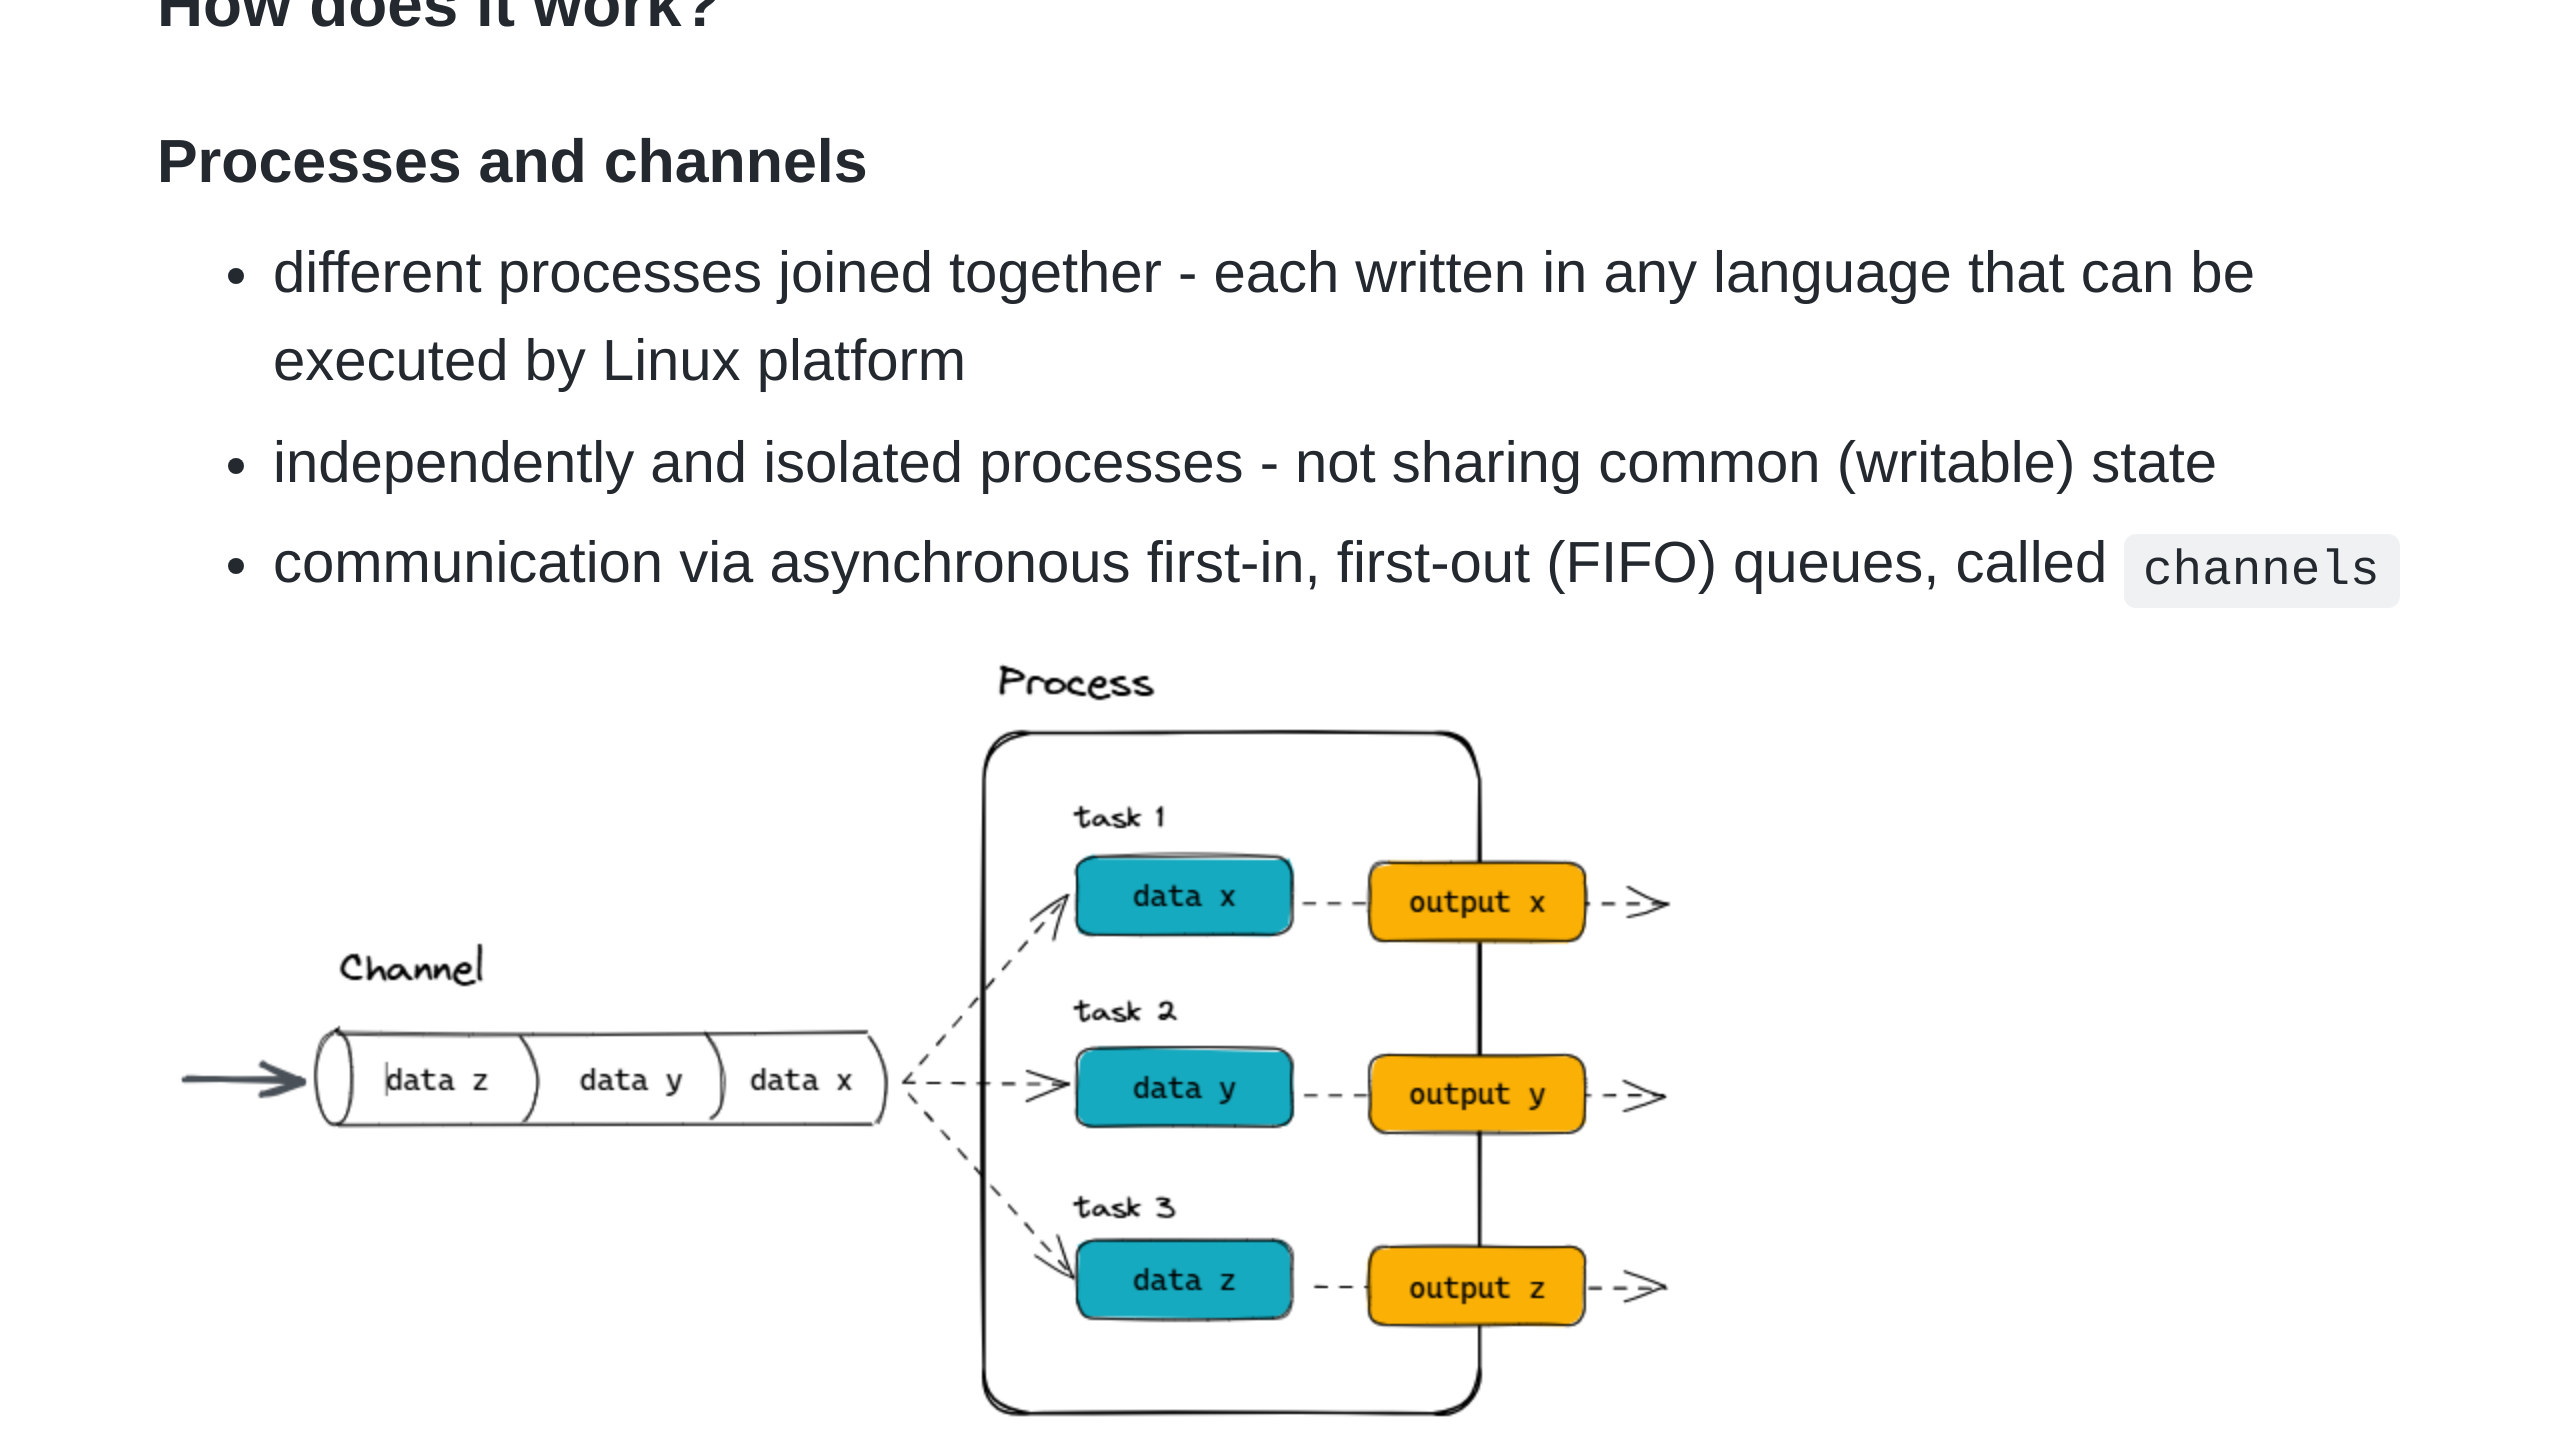 How does it work?
Processes and channels
different processes joined together - each written in any language that can be
executed by Linux platform
independently and isolated processes - not sharing common (writable) state
communication via asynchronous first-in, first-out (FIFO) queues, called channels
Process
task 1
data x
output x
Channel
data z
data y
data x
task 2
data y
output y
task 3
data z
output z